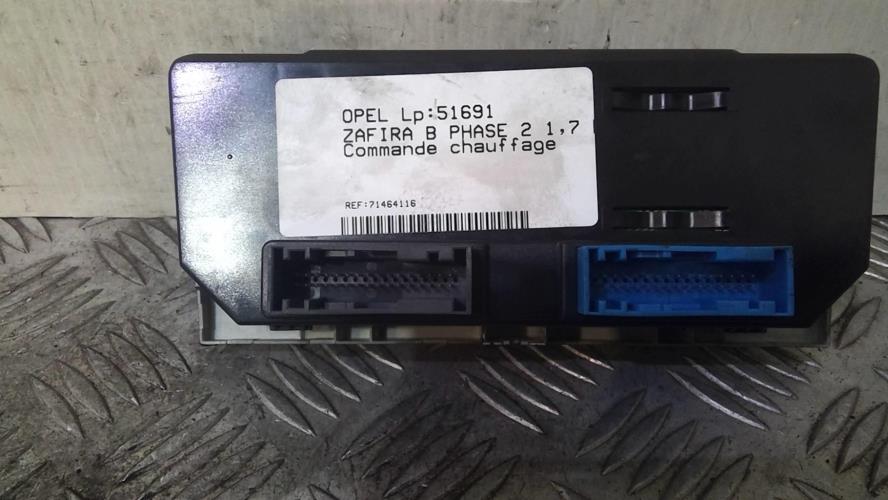 OPEL Lp:51691
ZAFIRA B PHASE 2 1,7
Commande chauffage
REF:71464116